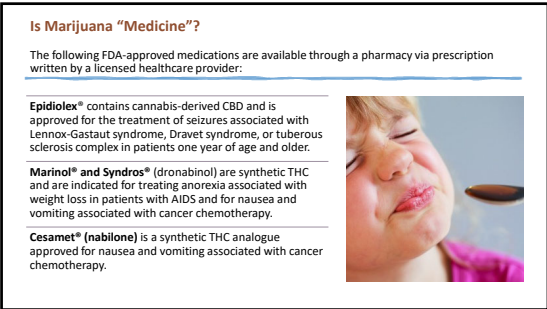 Is Marijuana “Medicine”?
The following FDA-approved medications are available through a pharmacy via prescription
written by a licensed healthcare provider:
Epidiolex® contains cannabis-derived CBD and is
approved for the treatment of seizures associated with
Lennox-Gastaut syndrome, Dravet syndrome, or tuberous
sclerosis complex in patients one year of age and older.
Marinol® and Syndros® (dronabinol) are synthetic THC
and are indicated for treating anorexia associated with
weight loss in patients with AIDS and for nausea and
vomiting associated with cancer chemotherapy.
Cesamet® (nabilone) is a synthetic THC analogue
approved for nausea and vomiting associated with cancer
chemotherapy.